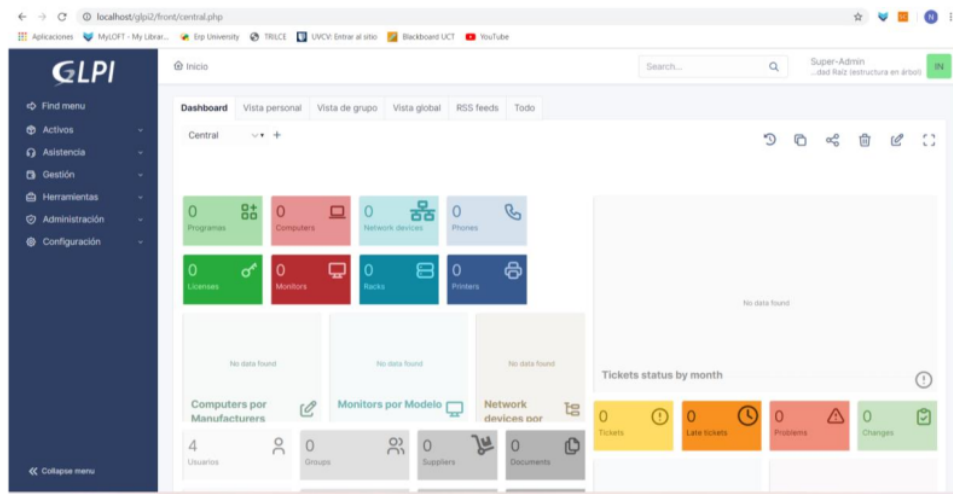 localhost/glpi2/front/central.php
N
Aplicaciones MyLOFT - My Librar... Erp University TRILCE UVCV: Entrar al sitio Blackboard UCT YouTube
GLPI
Inicio
Search...
Super-Admin
...dad Raíz (estructura en árbol)
IN
Find menu
Activos
Asistencia
Gestión
Herramientas
Administración
Configuración
Collapse menu
Dashboard Vista personal Vista de grupo Vista global RSS feeds Todo
Central
0
Programas
0
Computers
0
Network devices
0
Phones
0
Licenses
0
Monitors
0
Racks
0
Printers
No data found
Computers por
Manufacturers
No data found
Monitors por Modelo
No data found
Network
devices por
No data found
Tickets status by month
0
Tickets
0
Late tickets
0
Problems
0
Changes
4
Usuarios
0
Groups
0
Suppliers
0
Documents